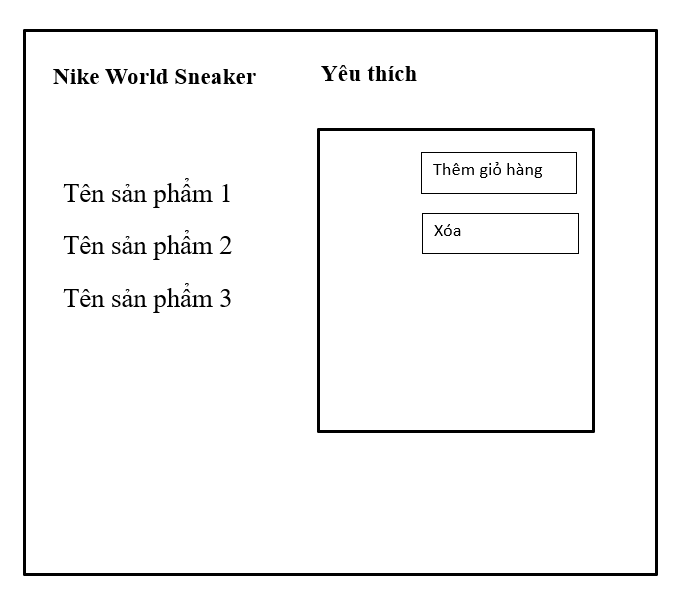 Nike World Sneaker
Yêu thích
Thêm giỏ hàng
Tên sản phẩm 1
Xóa
Tên sản phẩm 2
Tên sản phẩm 3